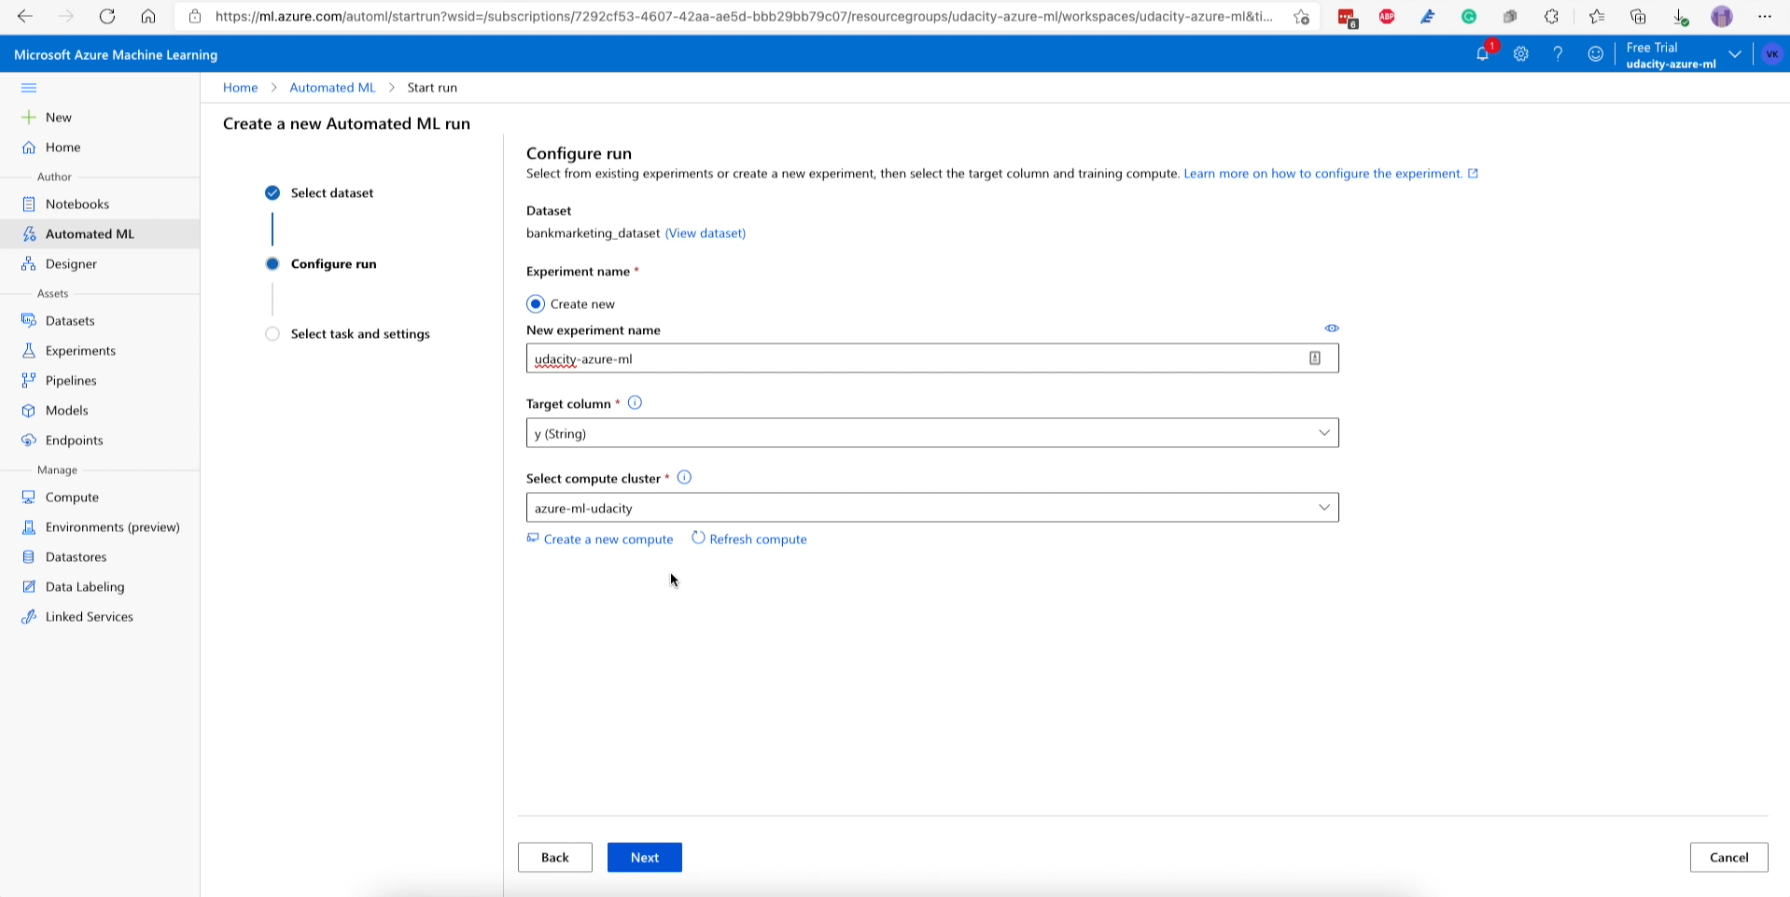 https://ml.azure.com/automl/startrun?wsid=/subscriptions/7292cf53-4607-42aa-ae5d-bbb29bb79c07/resourcegroups/udacity-azure-ml/workspaces/udacity-azure-ml&ti...
6
ABP
Microsoft Azure Machine Learning
1
Free Trial
udacity-azure-ml
VK
Home > Automated ML > Start run
New
Home
Author
Notebooks
Automated ML
Designer
Assets
Datasets
Experiments
Pipelines
Models
Endpoints
Manage
Compute
Environments (preview)
Datastores
Data Labeling
Linked Services
Create a new Automated ML run
Select dataset
Configure run
Select task and settings
Configure run
Select from existing experiments or create a new experiment, then select the target column and training compute. Learn more on how to configure the experiment.
Dataset
bankmarketing_dataset (View dataset)
Experiment name *
Create new
New experiment name
udacity-azure-ml
Target column *
y (String)
Select compute cluster *
azure-ml-udacity
Create a new compute Refresh compute
Back Next Cancel